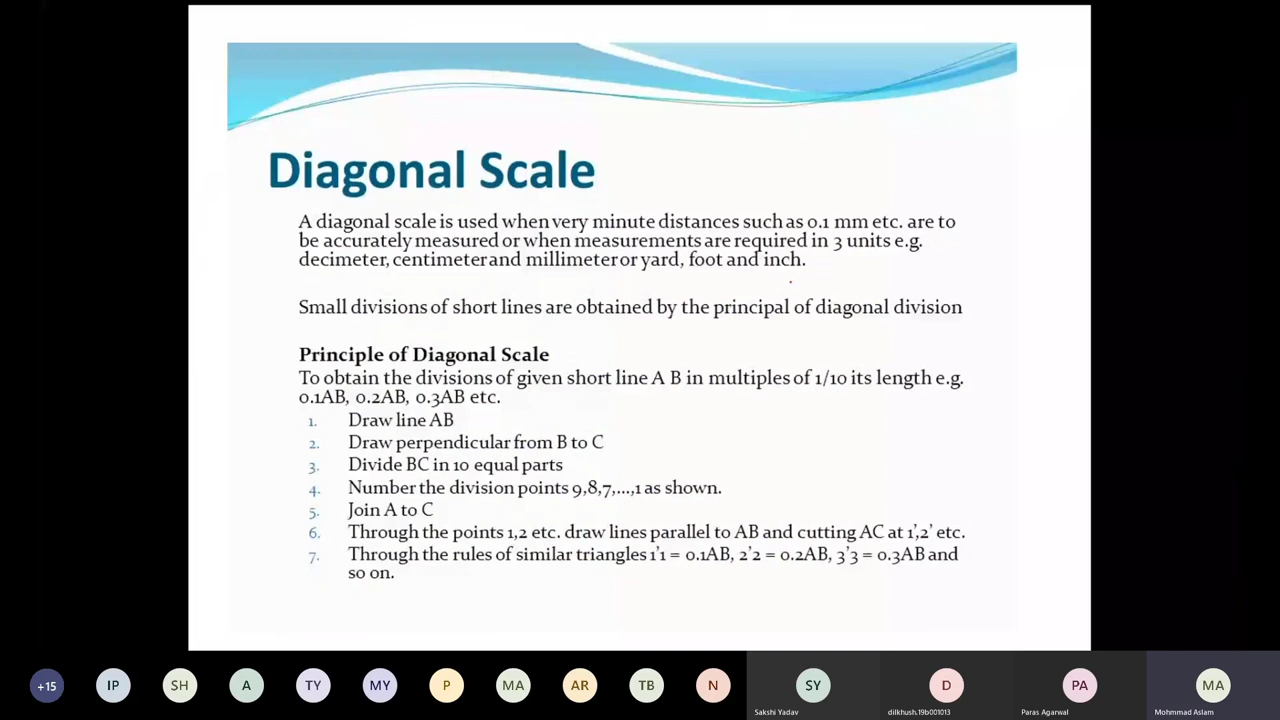 Diagonal Scale
A diagonal scale is used when very minute distances such as 0.1 mm etc. are to
be accurately measured or when measurements are required in 3 units e.g.
decimeter, centimeter and millimeter or yard, foot and inch.
Small divisions of short lines are obtained by the principal of diagonal division
Principle of Diagonal Scale
To obtain the divisions of given short line A B in multiples of 1/10 its length e.g.
0.1AB, 0.2AB, 0.3AB etc.
1. Draw line AB
2. Draw perpendicular from B to C
3. Divide BC in 10 equal parts
4. Number the division points 9,8,7,...,1 as shown.
5. Join A to C
6. Through the points 1,2 etc. draw lines parallel to AB and cutting AC at 1’,2’ etc.
7. Through the rules of similar triangles 1’1 = 0.1AB, 2’2 = 0.2AB, 3’3 = 0.3AB and
so on.
+15 IP SH A TY MY P MA AR TB N SY D PA MA
Sakshi Yadav dilkhush.19b001013 Paras Agarwal Mohmmad Aslam